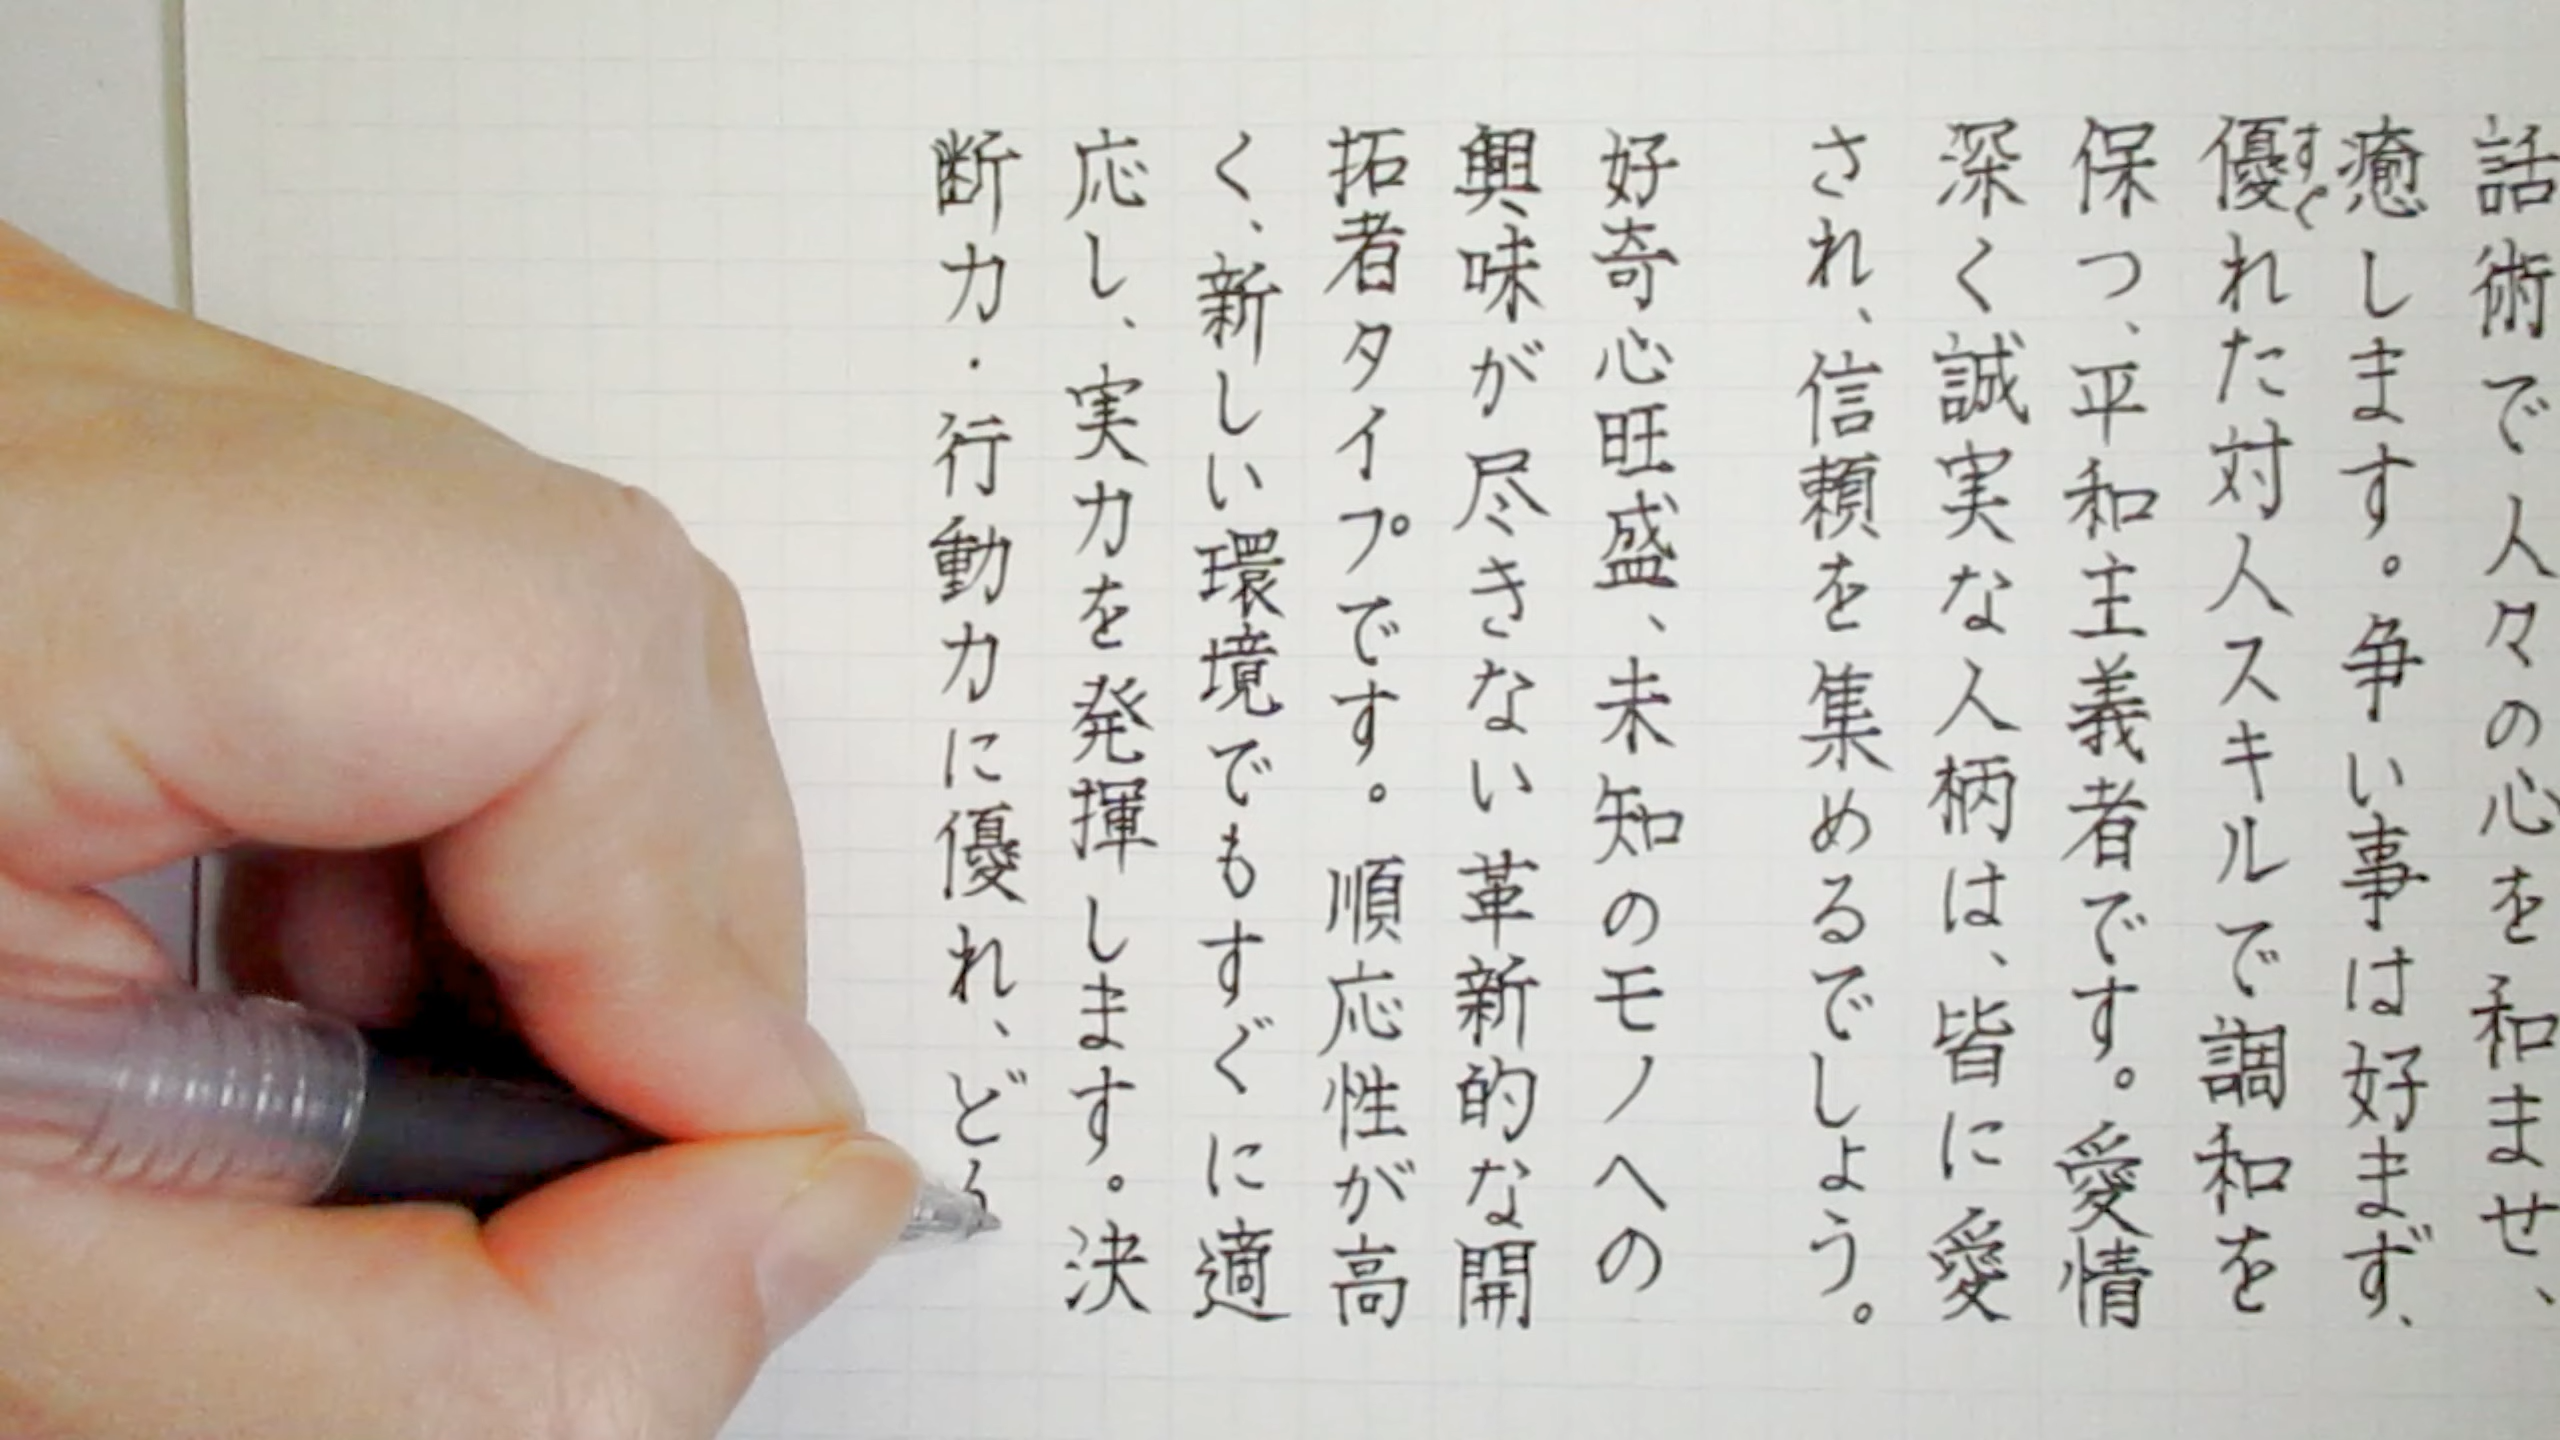 話術で人々の心を和ませ、
癒します。争い事は好まず、
優れた対人スキルで調和を
すぐ
保つ、平和主義者です。愛情
深く誠実な人柄は、皆に愛
され、信頼を集めるでしょう。
好奇心旺盛、未知のモノへの
興味が尽きない革新的な開
拓者タイプです。順応性が高
く、新しい環境でもすぐに適
応し、実力を発揮します。決
断力・行動力に優れ、ど